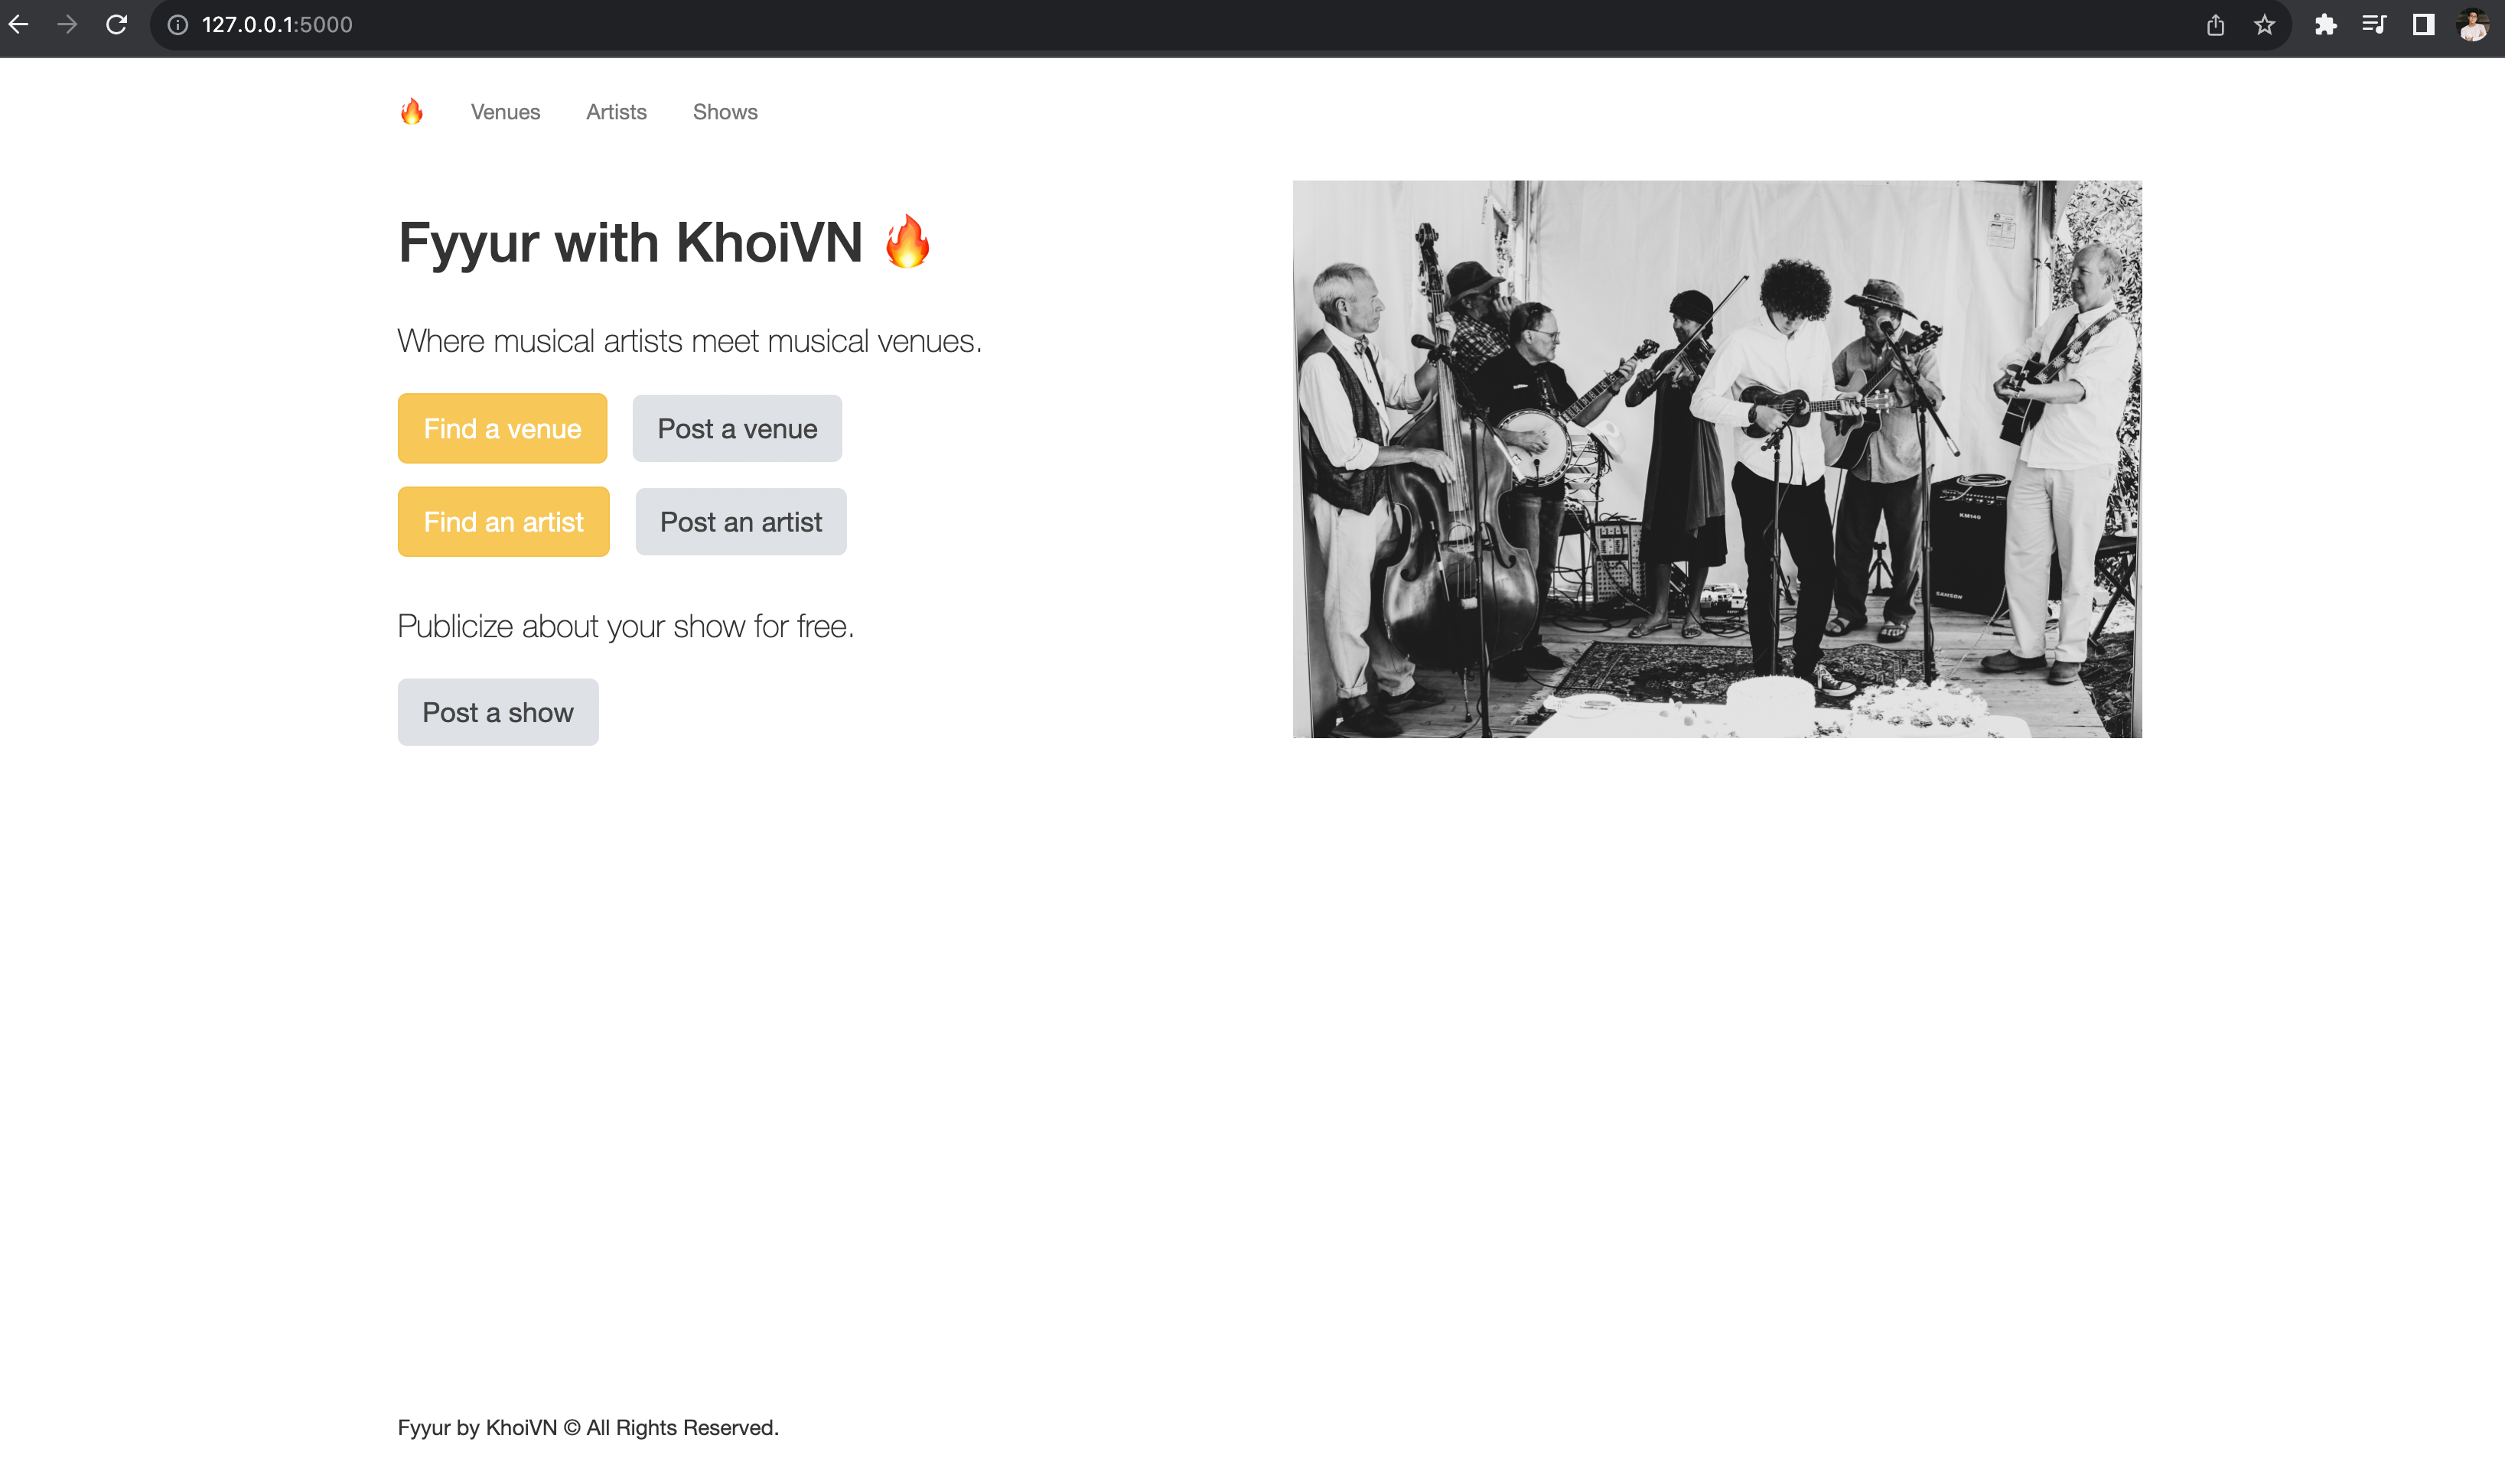 127.0.0.1:5000
🔥 Venues Artists Shows
Fyyur with KhoiVN 🔥
Where musical artists meet musical venues.
Find a venue Post a venue
Find an artist Post an artist
KM140
SAMSON
Publicize about your show for free.
Post a show
Fyyur by KhoiVN © All Rights Reserved.